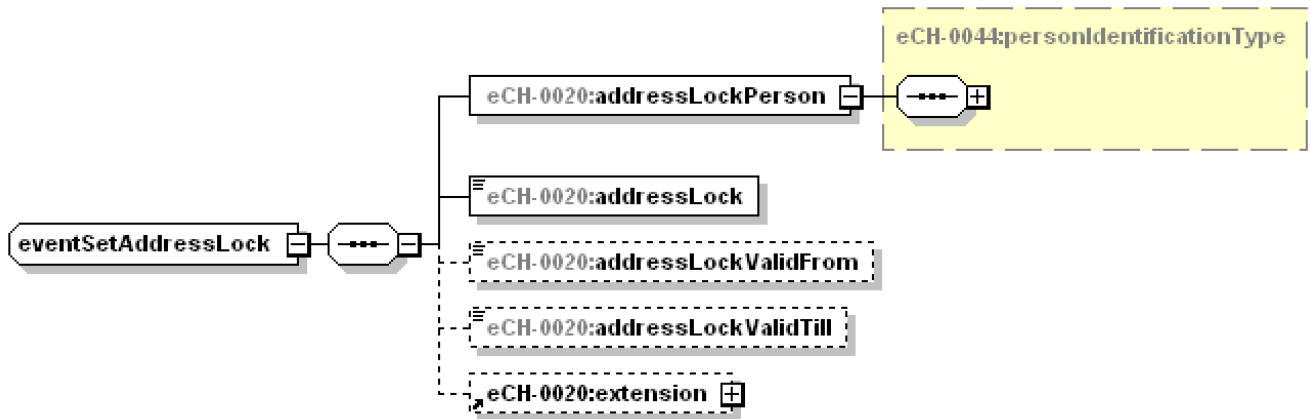 eCH-0044:personIdentificationType
eCH-0020:addressLockPerson
eCH-0020:addressLock
eventSetAddressLock
eCH-0020:addressLockValidFrom
eCH-0020:addressLockValidTill
eCH-0020:extension